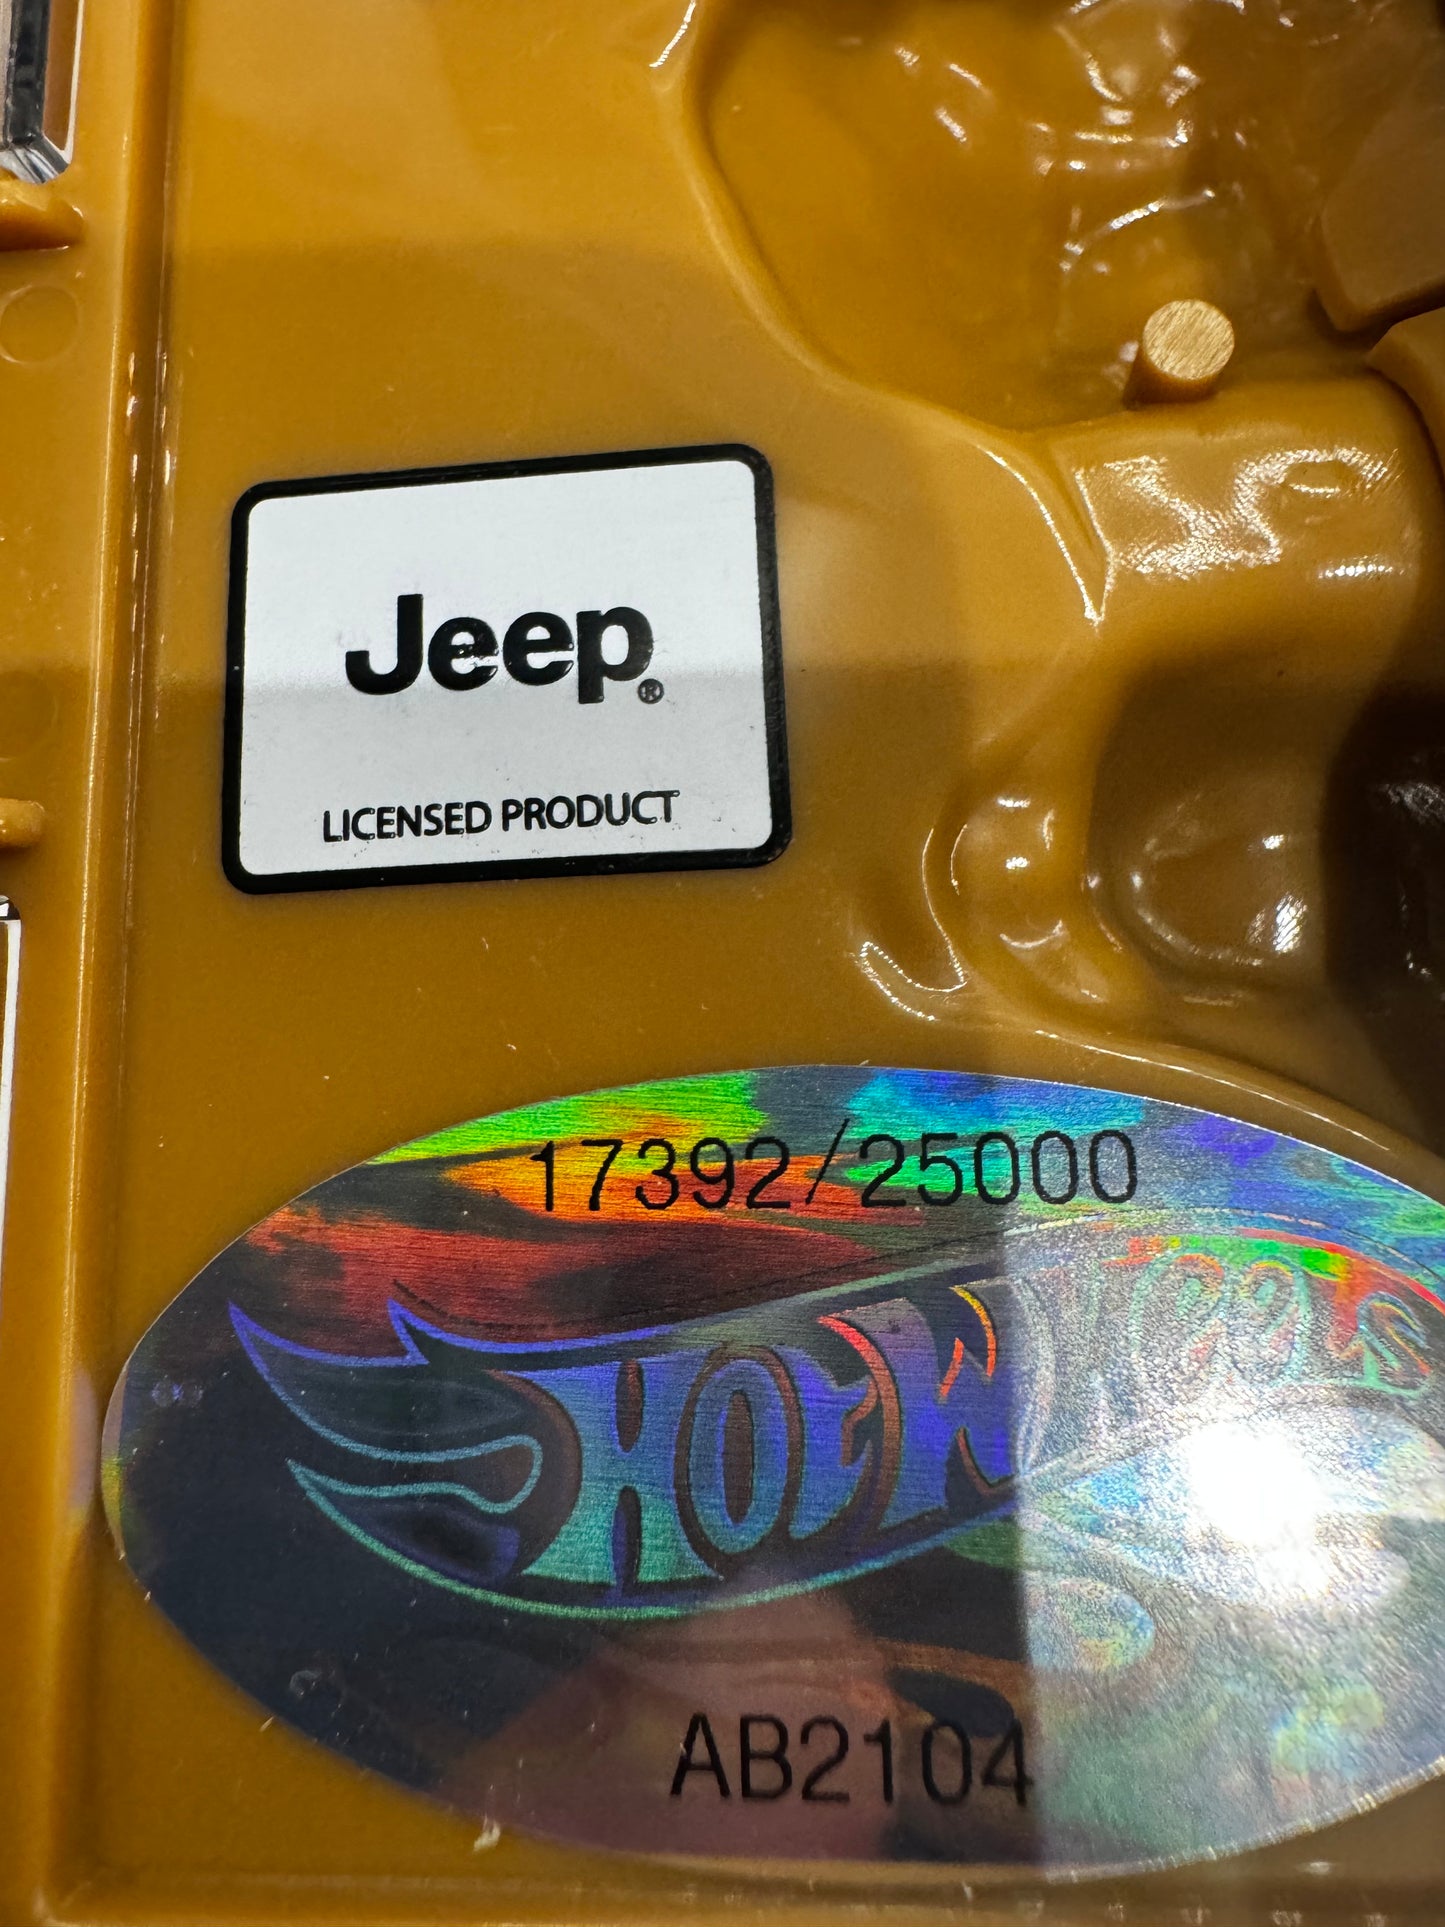 Jeep®
LICENSED PRODUCT
17392/25000
HOT WHEELS
AB2104